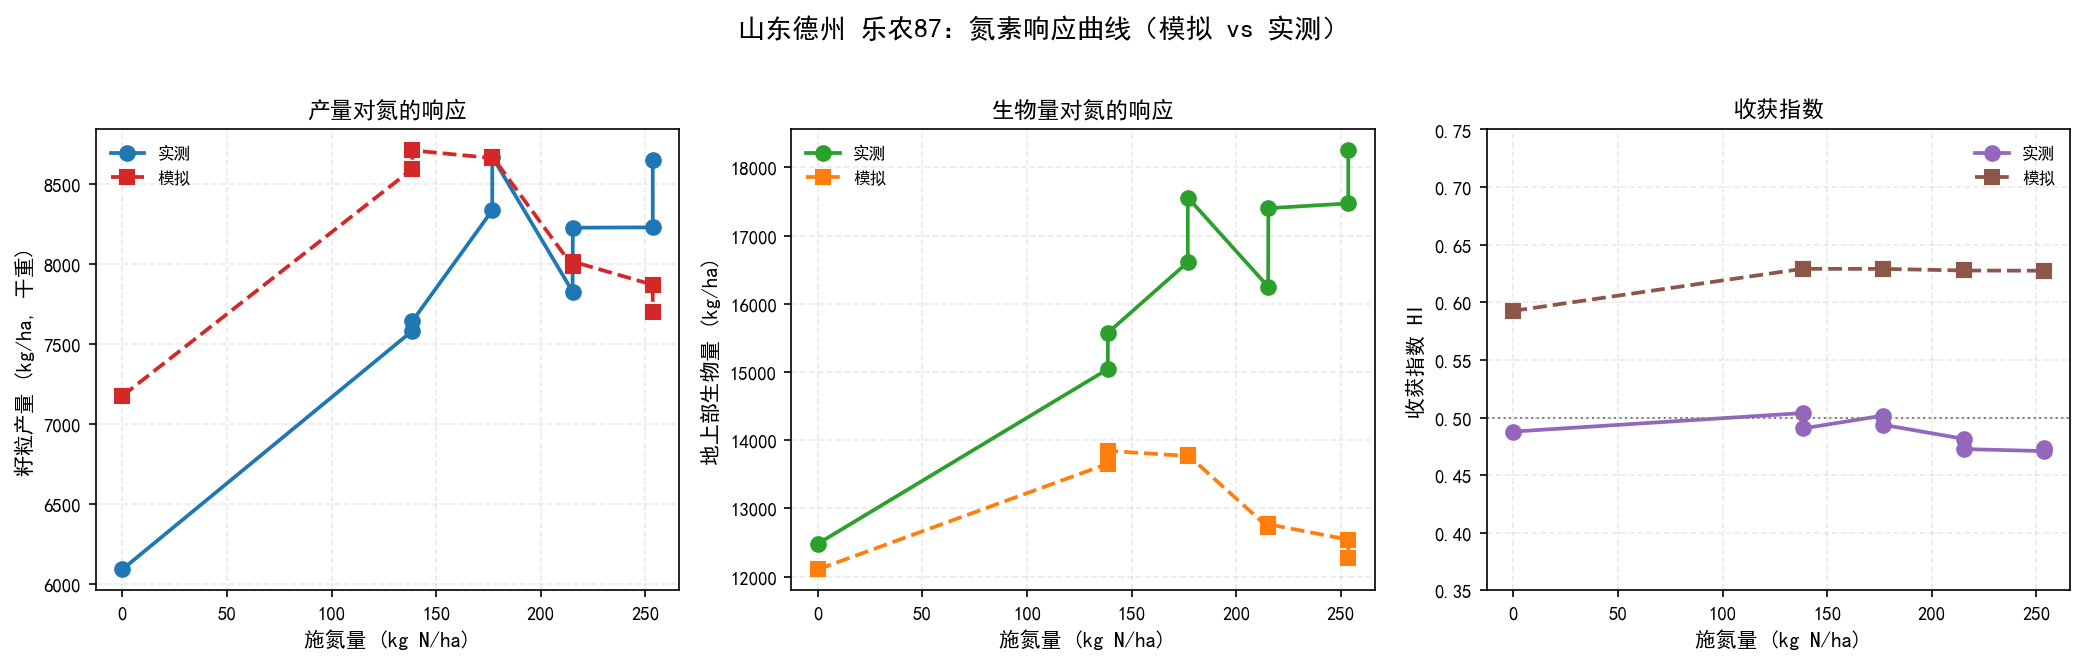 山东德州 乐农87：氮素响应曲线（模拟 vs 实测）
产量对氮的响应
实测
模拟
8500
8000
7500
7000
6500
6000
籽粒产量 (kg/ha, 干重)
0
50
100
150
200
250
施氮量 (kg N/ha)
生物量对氮的响应
实测
模拟
18000
17000
16000
15000
14000
13000
12000
地上部生物量 (kg/ha)
0
50
100
150
200
250
施氮量 (kg N/ha)
收获指数
实测
模拟
0.75
0.70
0.65
0.60
0.55
0.50
0.45
0.40
0.35
收获指数 HI
0
50
100
150
200
250
施氮量 (kg N/ha)